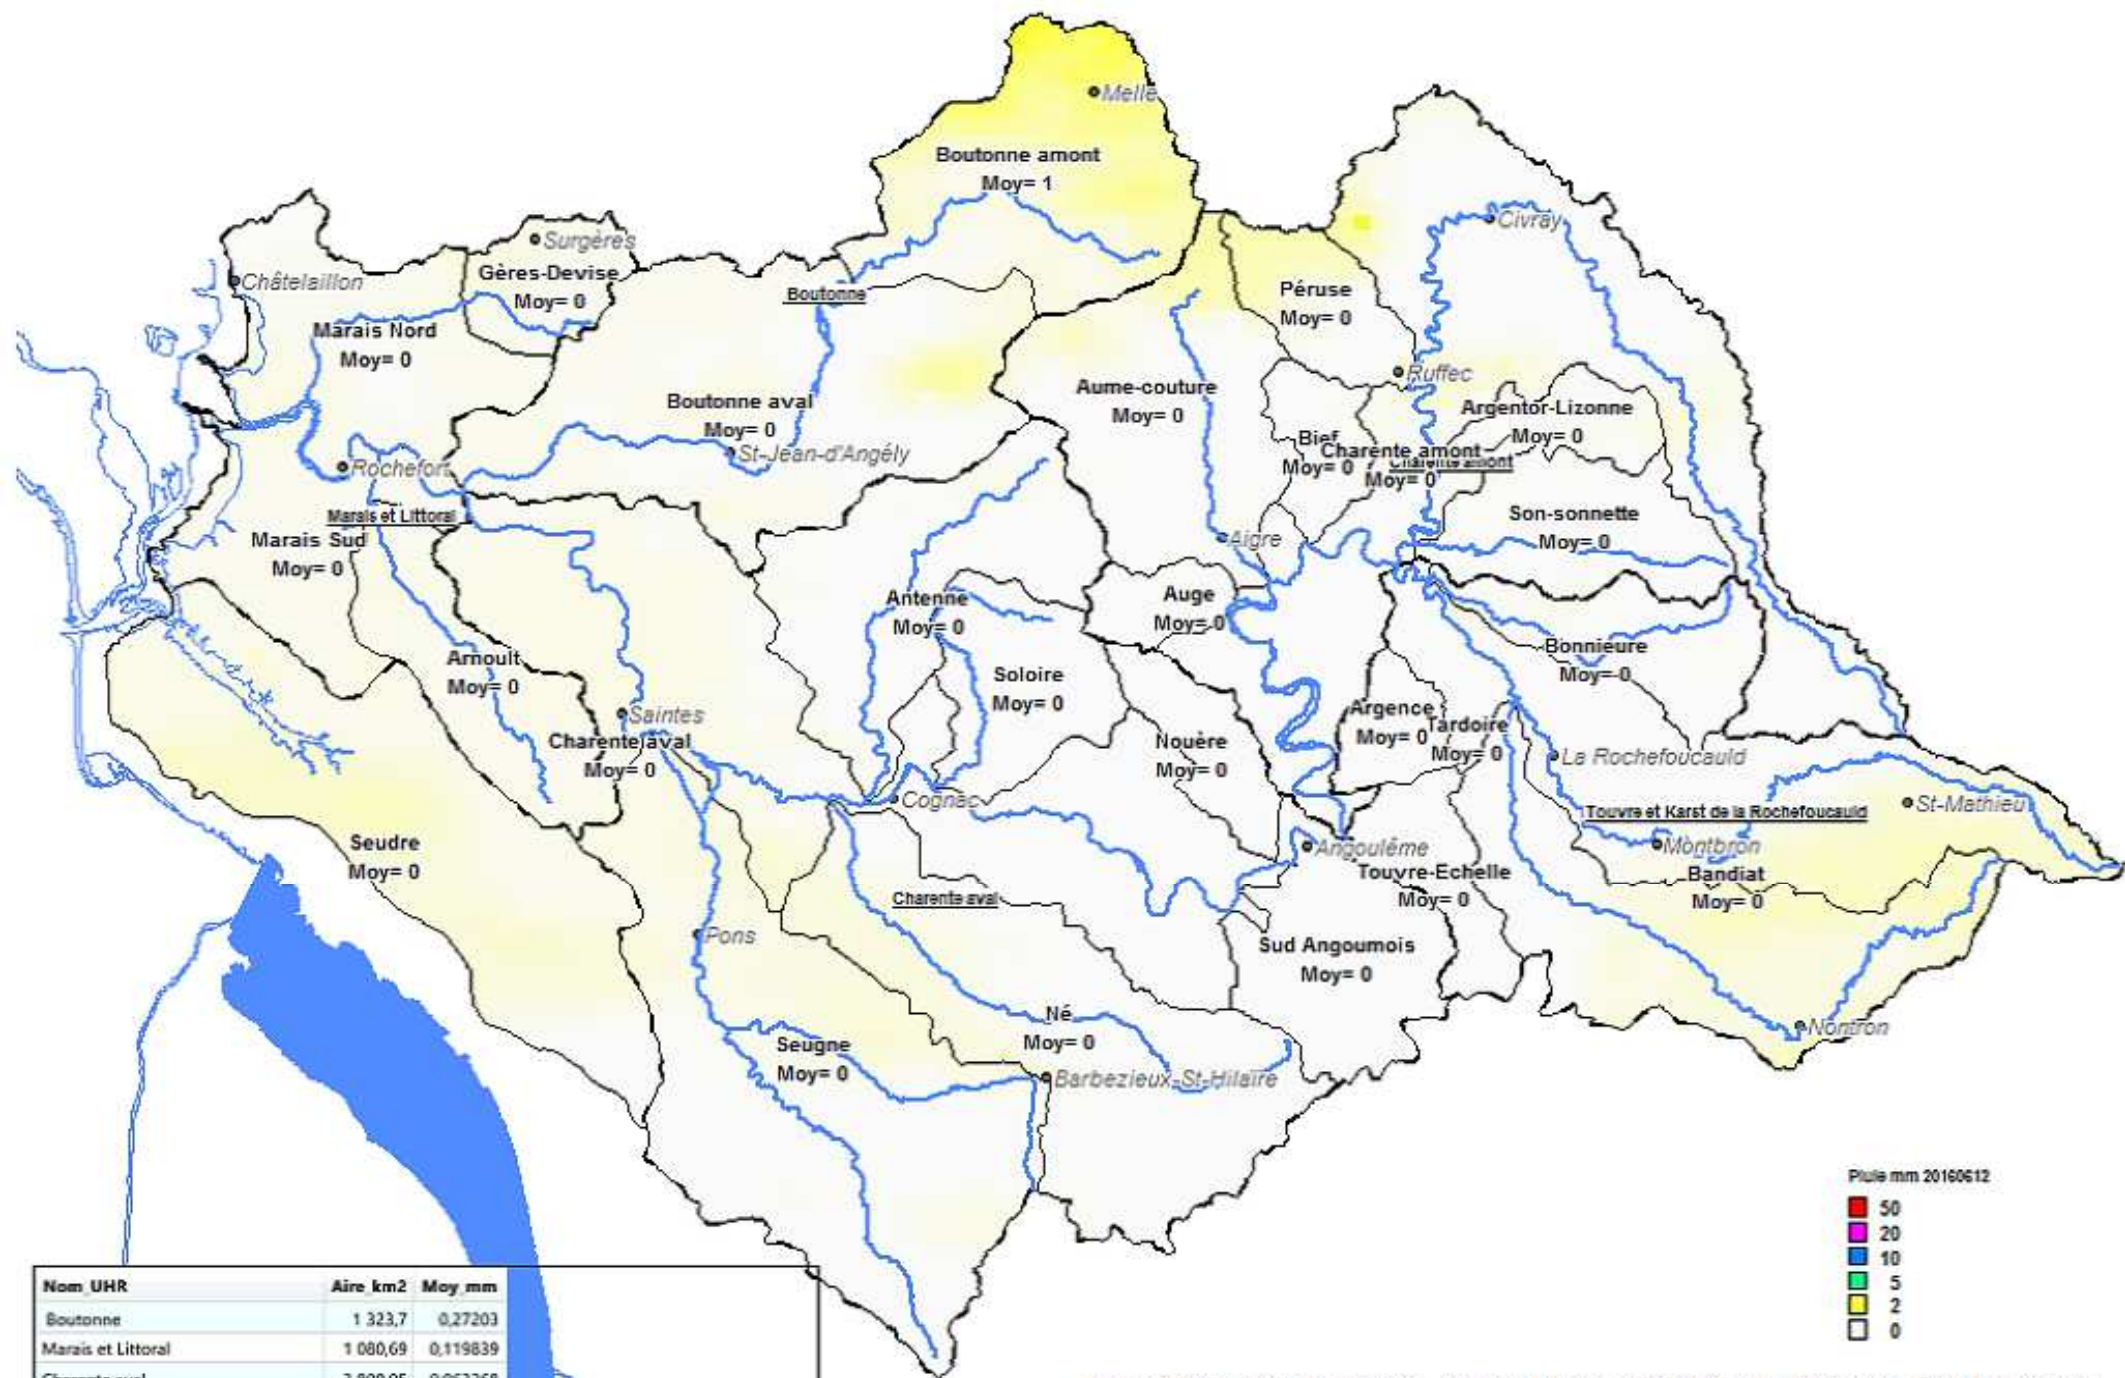 Melle
Boutonne amont
Moy= 1
Civray
Surgères
Gères-Devise
Moy= 0
Châtelaillon
Boutonne
Péruse
Moy= 0
Marais Nord
Moy= 0
Ruffec
Aume-couture
Moy= 0
Boutonne aval
Moy= 0
Argentor-Lizonne
Moy= 0
Bief
Moy= 0
Charente amont
Moy= 0
Charente amont
St-Jean-d'Angély
Rochefort
Marais et Littoral
Marais Sud
Moy= 0
Son-sonnette
Moy= 0
Aigre
Antenne
Moy= 0
Auge
Moy= 0
Bonnieure
Moy= 0
Arnoult
Moy= 0
Soloire
Moy= 0
Saintes
Charente aval
Moy= 0
Nouère
Moy= 0
Argence
Moy= 0
Tardoire
Moy= 0
La Rochefoucauld
Cognac
Touvre et Karst de la Rochefoucauld
St-Mathieu
Montbron
Seudre
Moy= 0
Angoulême
Touvre-Echelle
Moy= 0
Bandiat
Moy= 0
Charente aval
Pons
Sud Angoumois
Moy= 0
Né
Moy= 0
Nontron
Seugne
Moy= 0
Barbezieux-St-Hilaire
Pluie mm 20160612
50
20
10
5
2
0
Nom_UHR Aire_km2 Moy_mm
Boutonne 1 323,7 0,27203
Marais et Littoral 1 080,69 0,119839